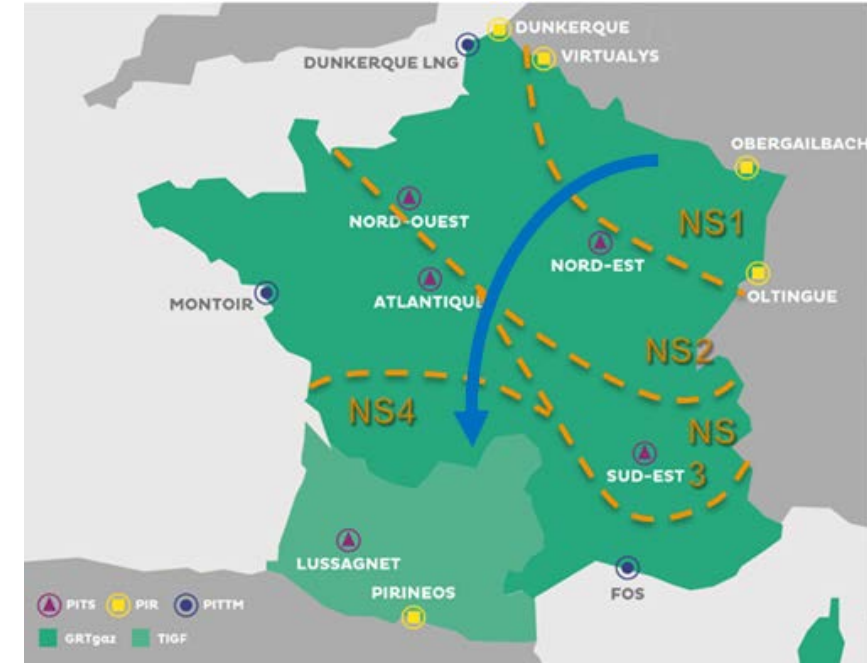 DUNKERQUE
DUNKERQUE LNG
VIRTUALYS
OBERGAILBACH
NORD-OUEST
NS1
NORD-EST
MONTOIR
ATLANTIQUE
OLTINGUE
NS2
NS4
NS
3
SUD-EST
LUSSAGNET
PIRINEOS
FOS
PITS PIR PITTM
GRTgaz TIGF